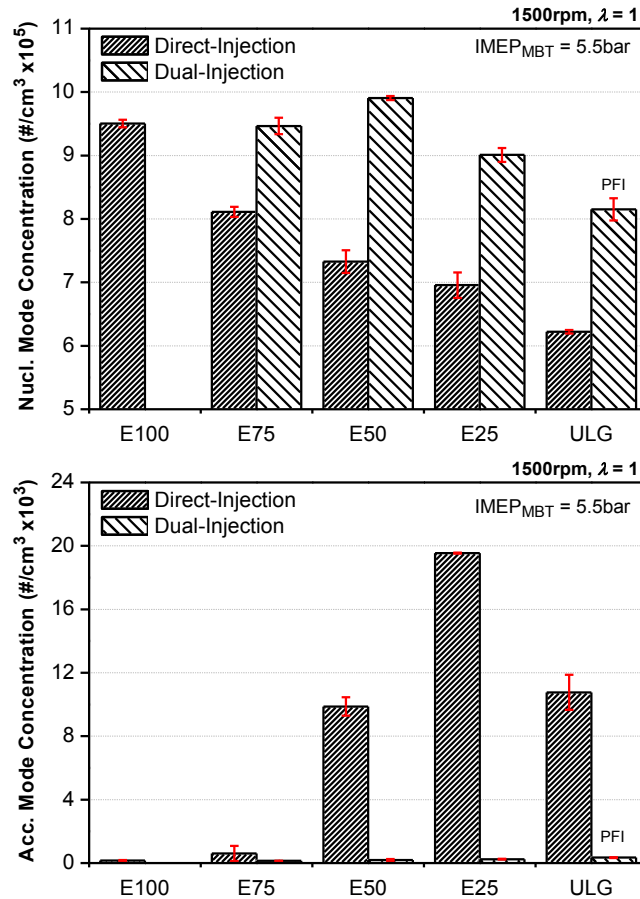 1500rpm, λ = 1
Nucl. Mode Concentration (#/cm³ x10⁵)
11
10
9
8
7
6
5
Direct-Injection
Dual-Injection
IMEP_MBT = 5.5bar
PFI
E100 E75 E50 E25 ULG
1500rpm, λ = 1
Acc. Mode Concentration (#/cm³ x10³)
24
20
16
12
8
4
0
Direct-Injection
Dual-Injection
IMEP_MBT = 5.5bar
PFI
E100 E75 E50 E25 ULG